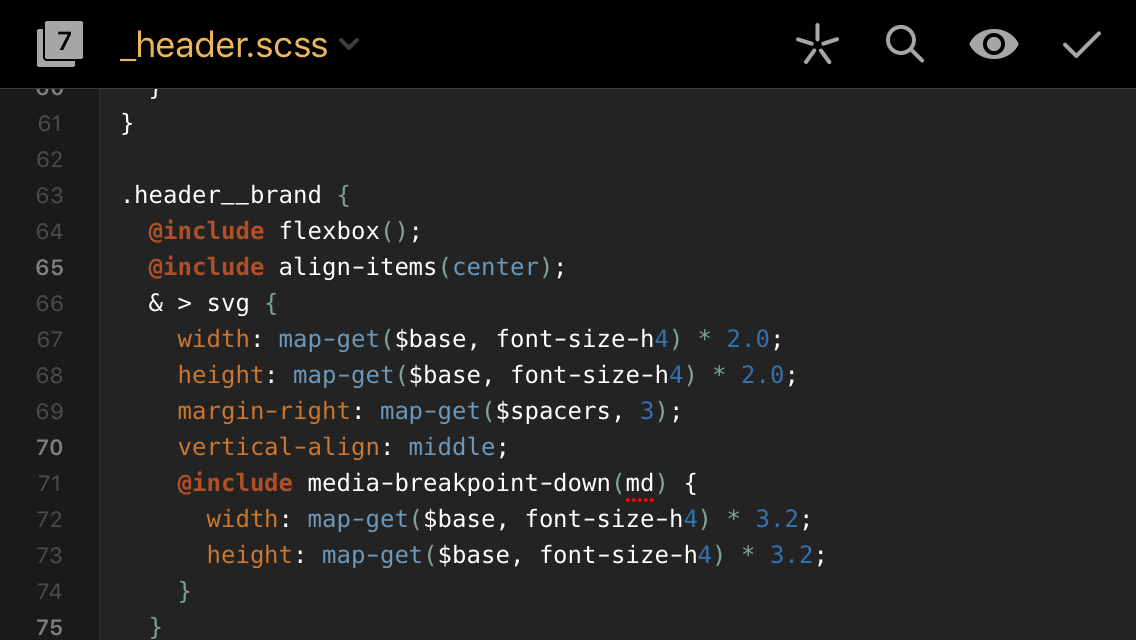 7 _header.scss
60 }
61 }
62
63 .header__brand {
64 @include flexbox();
65 @include align-items(center);
66 & > svg {
67 width: map-get($base, font-size-h4) * 2.0;
68 height: map-get($base, font-size-h4) * 2.0;
69 margin-right: map-get($spacers, 3);
70 vertical-align: middle;
71 @include media-breakpoint-down(md) {
72 width: map-get($base, font-size-h4) * 3.2;
73 height: map-get($base, font-size-h4) * 3.2;
74 }
75 }